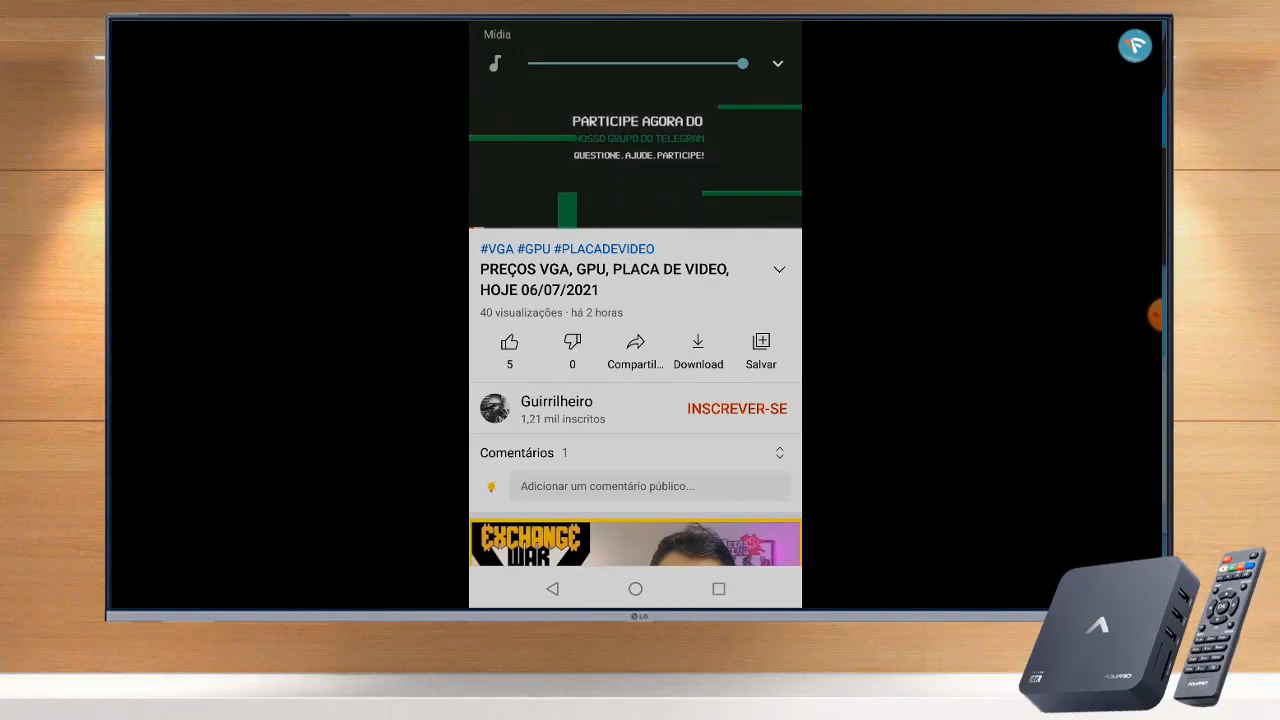 Mídia
PARTICIPE AGORA DO
NOSSO GRUPO DO TELEGRAM
QUESTIONE, AJUDE, PARTICIPE!
#VGA #GPU #PLACADEVIDEO
PREÇOS VGA, GPU, PLACA DE VIDEO,
HOJE 06/07/2021
40 visualizações · há 2 horas
5
0
Compartil...
Download
Salvar
Guirrilheiro
1,21 mil inscritos
INSCREVER-SE
Comentários 1
Adicionar um comentário público...
EXCHANGE
WAR
LG
4K